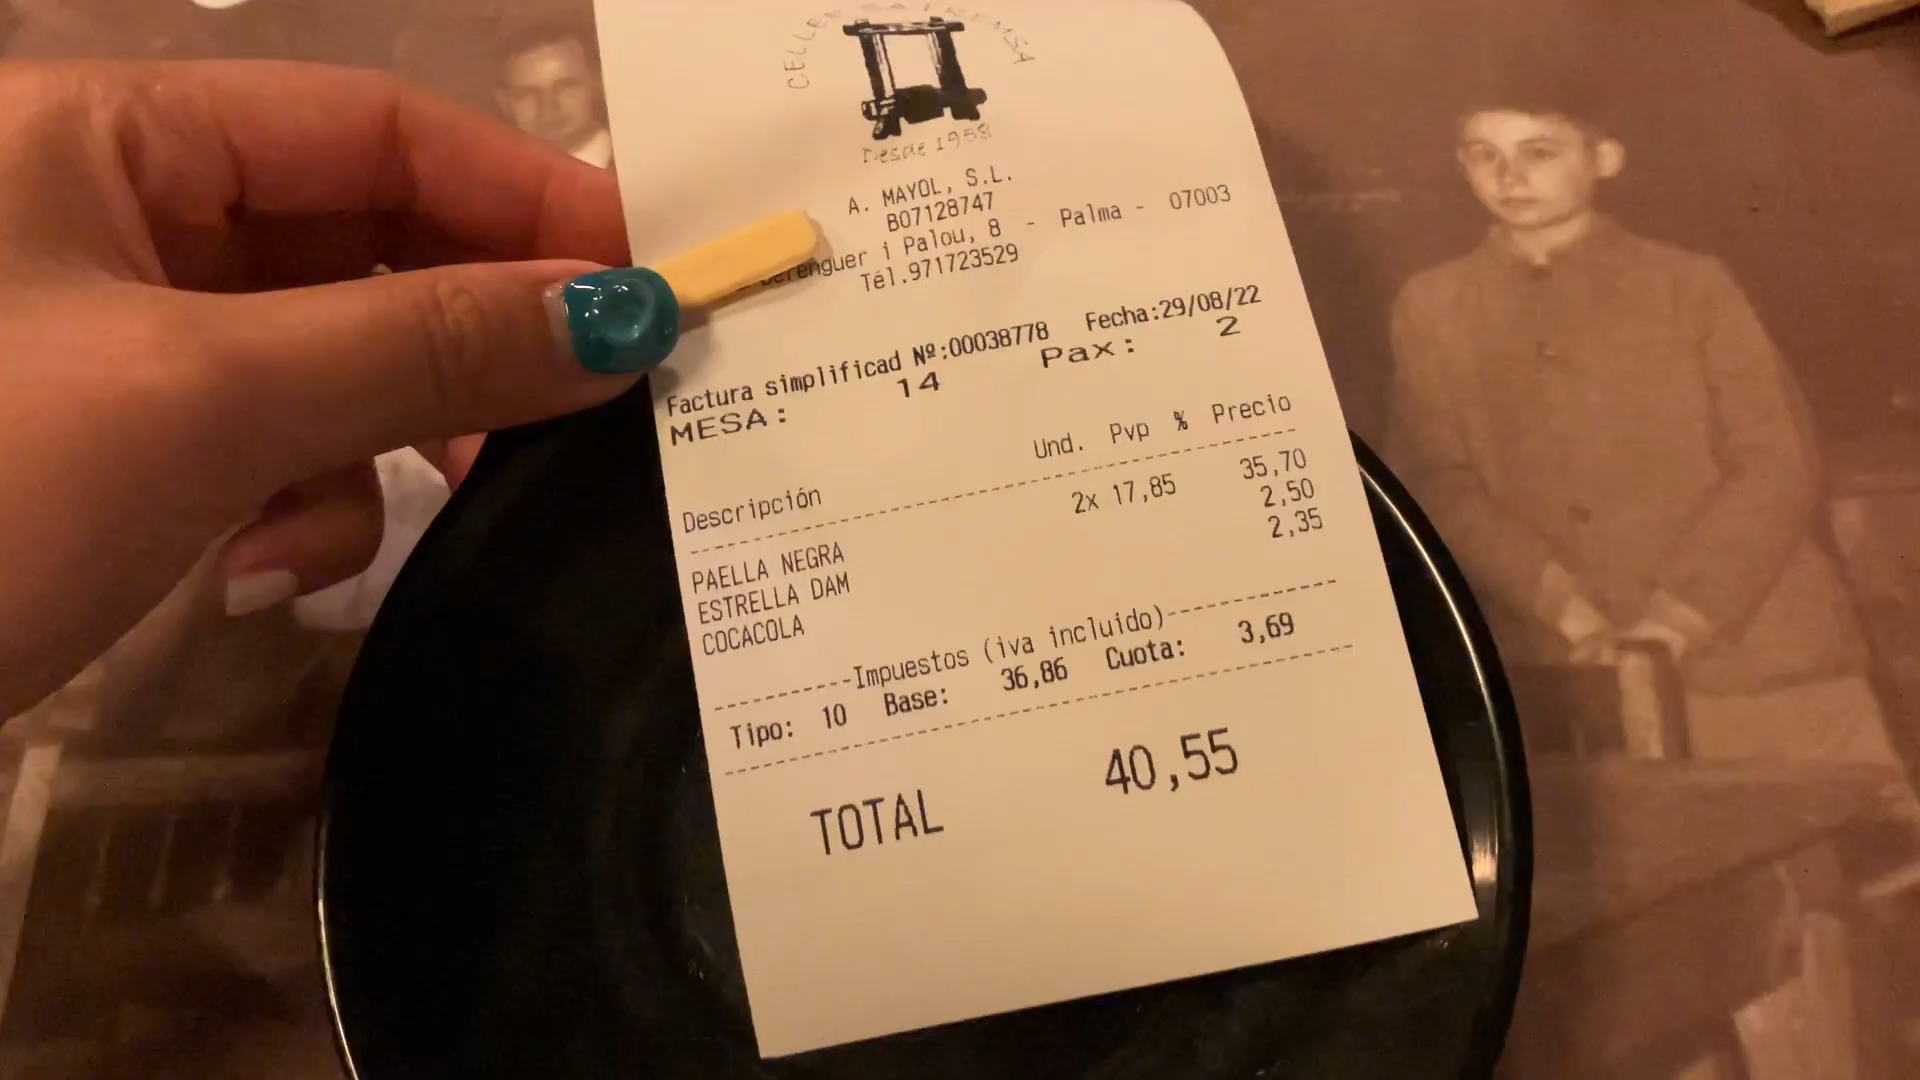 CELLER SA PREMSA
Desde 1958
A. MAYOL, S.L.
B07128747
Berenguer i Palou, 8 - Palma - 07003
Tél.971723529
Factura simplificad Nº:00038778 Fecha:29/08/22
MESA: 14 Pax: 2
Descripción Und. Pvp % Precio
PAELLA NEGRA 2x 17,85 35,70
ESTRELLA DAM 2,50
COCACOLA 2,35
Impuestos (iva incluido)
Tipo: 10 Base: 36,86 Cuota: 3,69
TOTAL 40,55